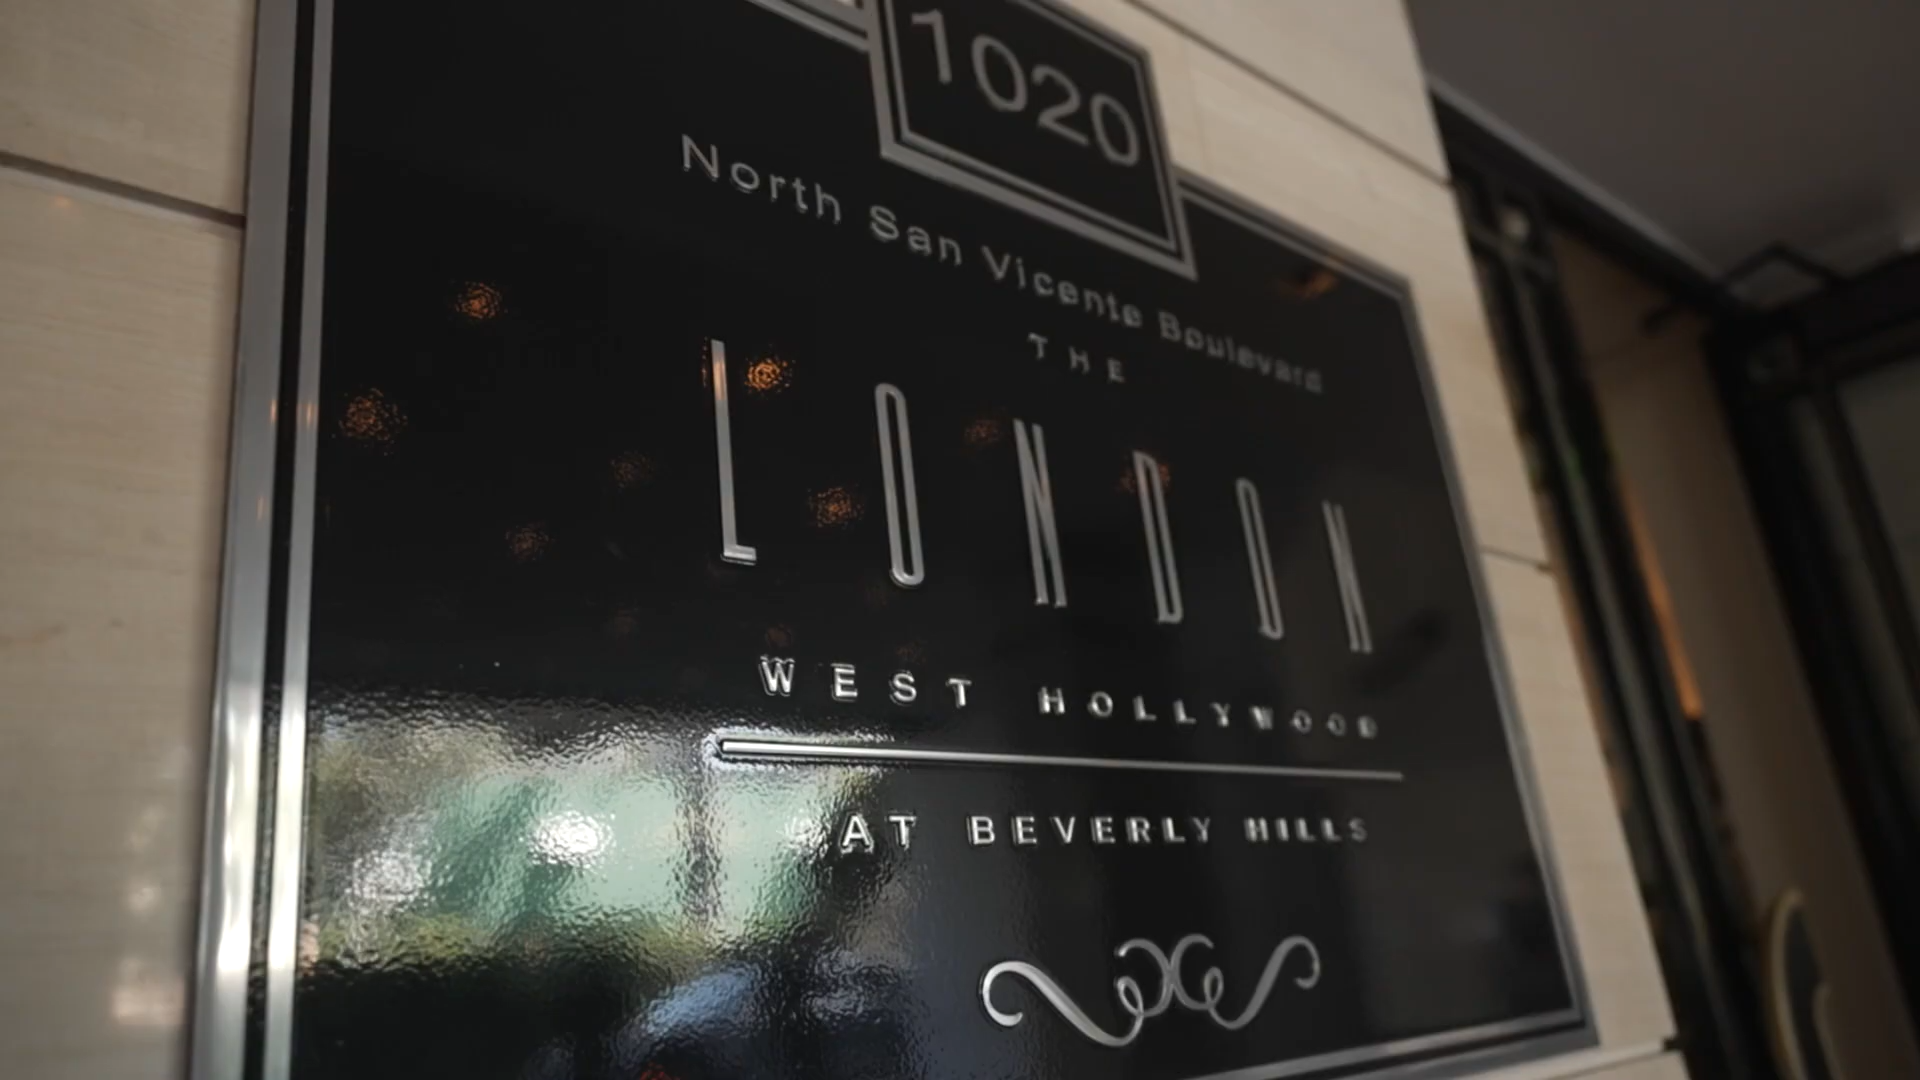 1020
North San Vicente Boulevard
THE
LONDON
WEST HOLLYWOOD
AT BEVERLY HILLS